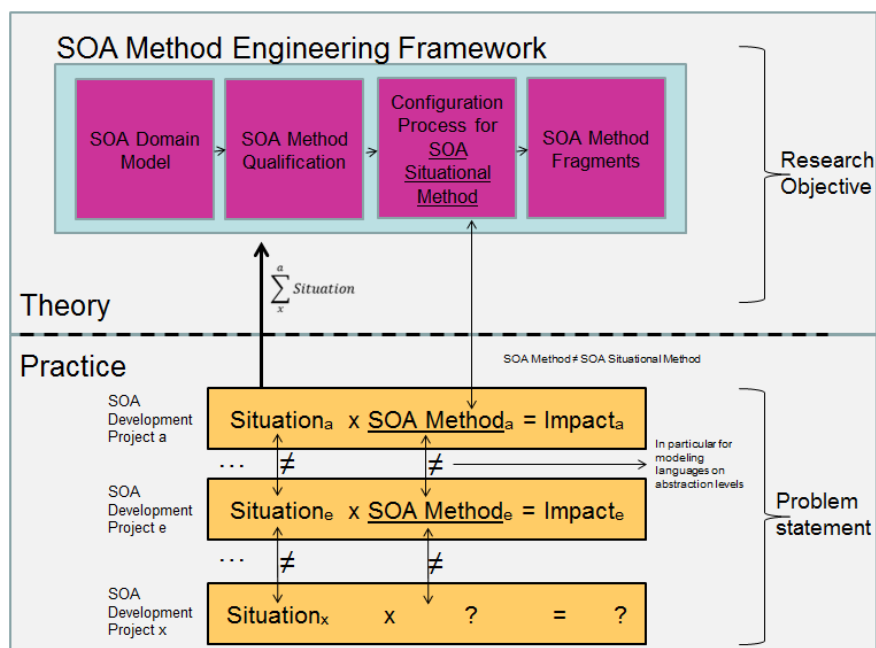 SOA Method Engineering Framework
SOA Domain
Model
SOA Method
Qualification
Configuration
Process for
SOA
Situational
Method
SOA Method
Fragments
Research
Objective
a
∑ Situation
x
Theory
Practice
SOA Method ≠ SOA Situational Method
SOA
Development
Project a
Situationₐ x SOA Methodₐ = Impactₐ
... ≠ ≠
In particular for
modeling
languages on
abstraction levels
SOA
Development
Project e
Situationₑ x SOA Methodₑ = Impactₑ
Problem
statement
... ≠ ≠
SOA
Development
Project x
Situationₓ x ? = ?